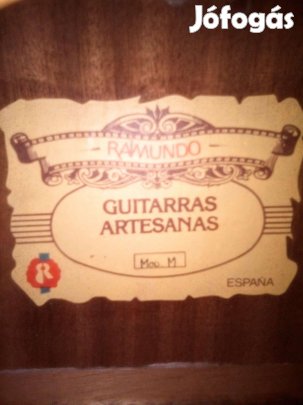 Jófogás
RAIMUNDO
GUITARRAS
ARTESANAS
Mod. M
R
ESPAÑA